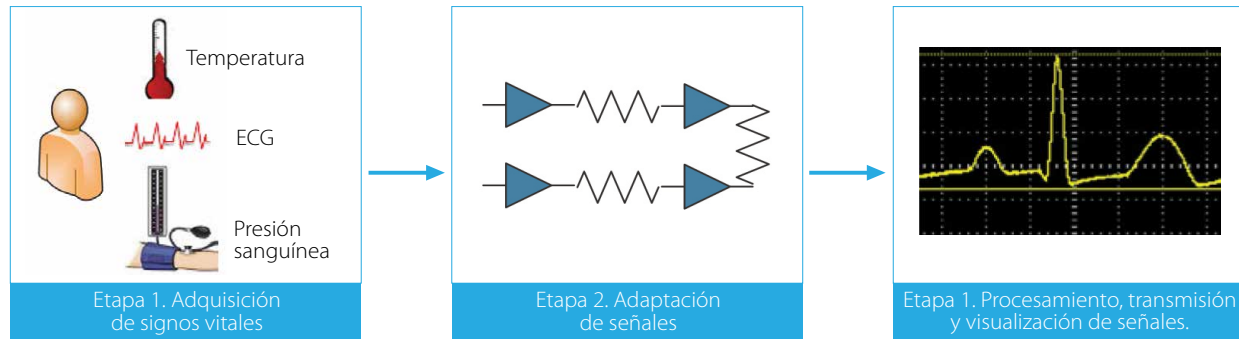 Temperatura
ECG
Presión
sanguínea
Etapa 1. Adquisición
de signos vitales
Etapa 2. Adaptación
de señales
Etapa 1. Procesamiento, transmisión
y visualización de señales.